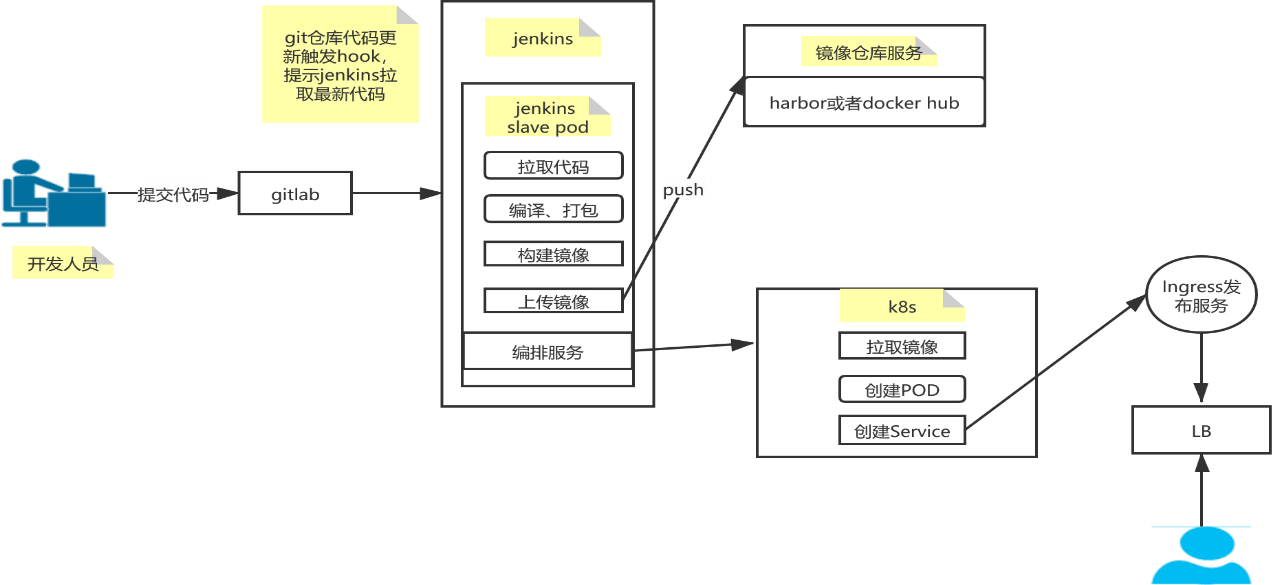 git仓库代码更
新触发hook，
提示jenkins拉
取最新代码
开发人员
提交代码
gitlab
jenkins
jenkins
slave pod
拉取代码
编译、打包
构建镜像
上传镜像
编排服务
push
镜像仓库服务
harbor或者docker hub
k8s
拉取镜像
创建POD
创建Service
Ingress发
布服务
LB